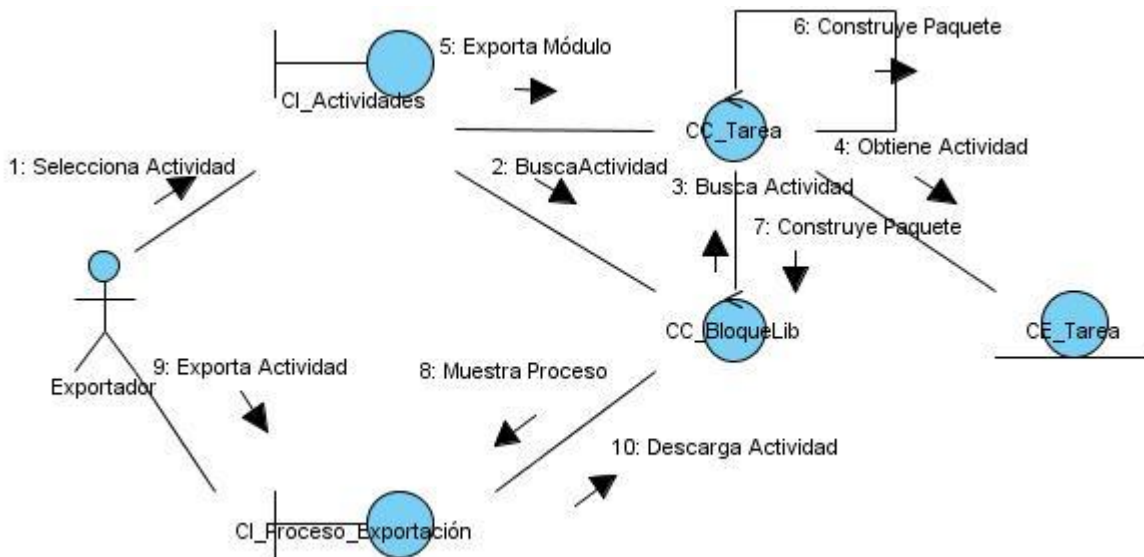 5: Exporta Módulo
6: Construye Paquete
CI_Actividades
CC_Tarea
4: Obtiene Actividad
1: Selecciona Actividad
2: BuscaActividad
3: Busca Actividad
7: Construye Paquete
CC_BloqueLib
CE_Tarea
Exportador
9: Exporta Actividad
8: Muestra Proceso
10: Descarga Actividad
CI_Proceso_Exportación